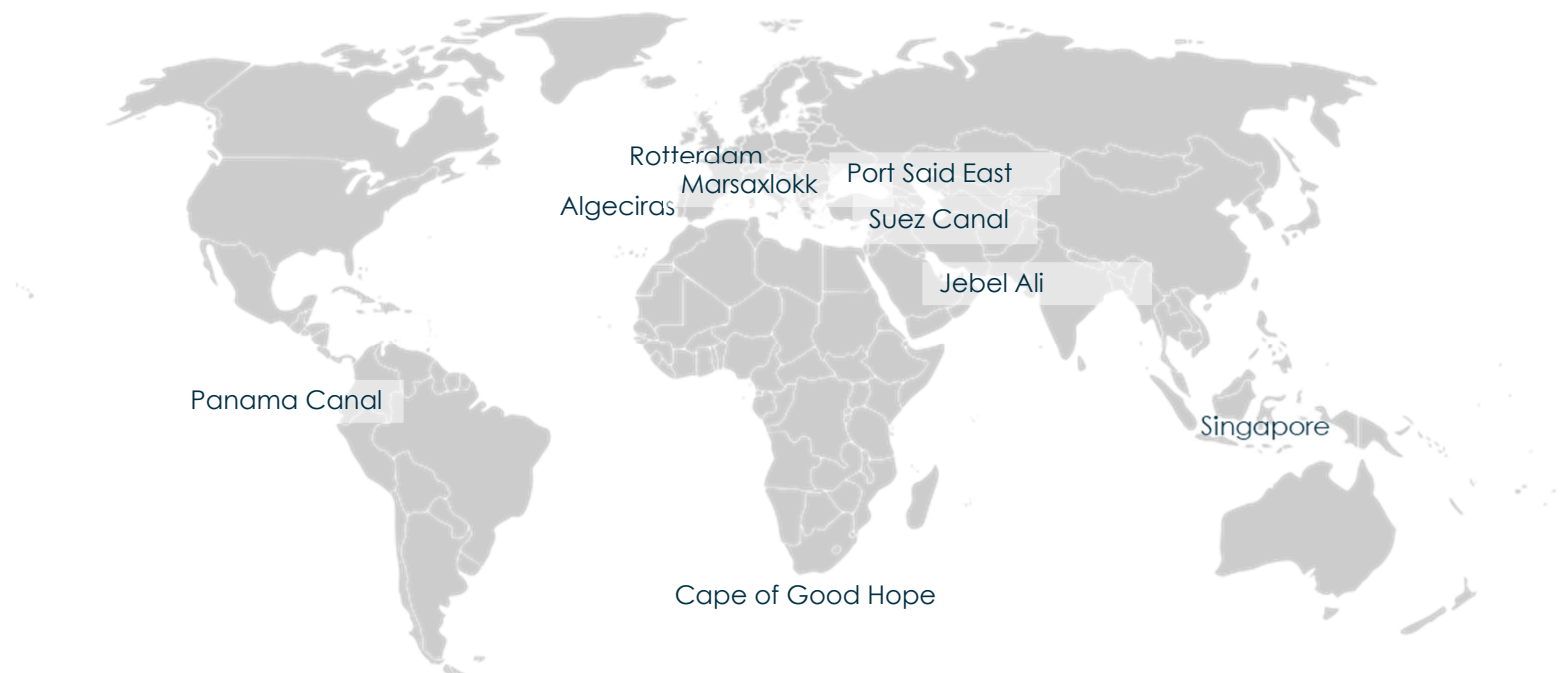 Rotterdam
Marsaxlokk
Port Said East
Algeciras
Suez Canal
Jebel Ali
Panama Canal
Singapore
Cape of Good Hope